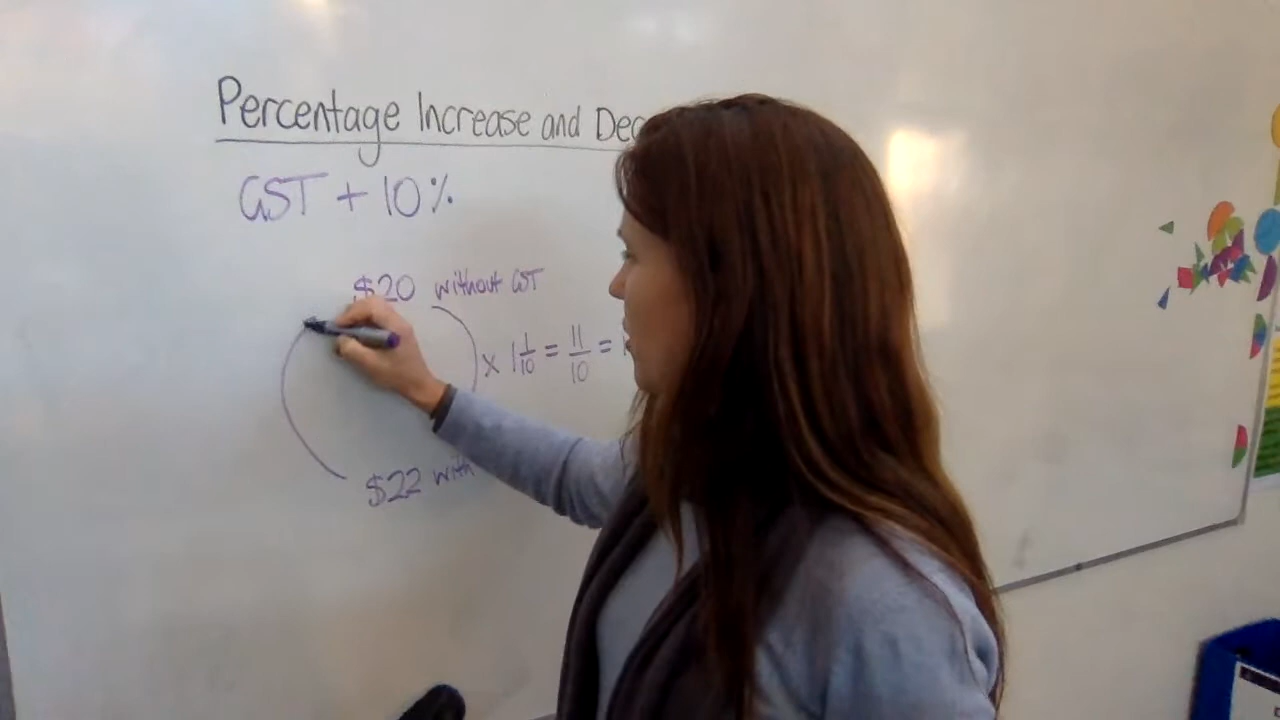 Percentage Increase and Dec
GST + 10%
$20 without GST
x 1 1/10 = 11/10 =
$22 with